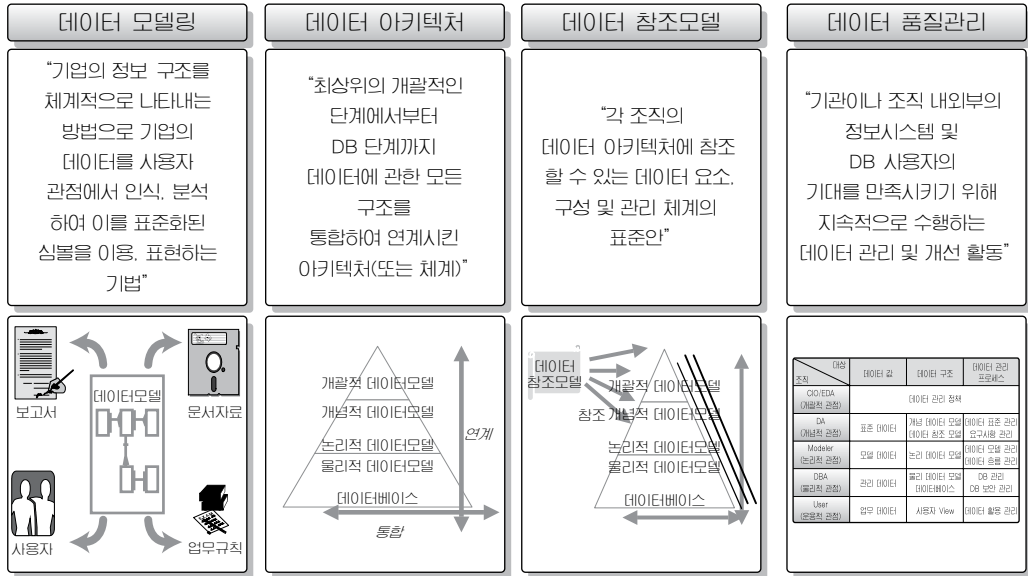 데이터 모델링
"기업의 정보 구조를
체계적으로 나타내는
방법으로 기업의
데이터를 사용자
관점에서 인식, 분석
하여 이를 표준화된
심볼을 이용, 표현하는
기법"
보고서
데이터모델
문서자료
사용자
업무규칙
데이터 아키텍처
"최상위의 개괄적인
단계에서부터
DB 단계까지
데이터에 관한 모든
구조를
통합하여 연계시킨
아키텍처(또는 체계)"
개괄적 데이터모델
개념적 데이터모델
논리적 데이터모델
물리적 데이터모델
데이터베이스
연계
통합
데이터 참조모델
"각 조직의
데이터 아키텍처에 참조
할 수 있는 데이터 요소,
구성 및 관리 체계의
표준안"
데이터
참조모델
참조
개괄적 데이터모델
개념적 데이터모델
논리적 데이터모델
물리적 데이터모델
데이터베이스
데이터 품질관리
"기관이나 조직 내외부의
정보시스템 및
DB 사용자의
기대를 만족시키기 위해
지속적으로 수행하는
데이터 관리 및 개선 활동"
대상
조직
데이터 값
데이터 구조
데이터 관리
프로세스
CIO/EDA
(개괄적 관점)
데이터 관리 정책
DA
(개념적 관점)
표준 데이터
개념 데이터 모델
데이터 참조 모델
데이터 표준 관리
요구사항 관리
Modeler
(논리적 관점)
모델 데이터
논리 데이터 모델
데이터 모델 관리
데이터 흐름 관리
DBA
(물리적 관점)
관리 데이터
물리 데이터 모델
데이터베이스
DB 관리
DB 보안 관리
User
(운용적 관점)
업무 데이터
사용자 View
데이터 활용 관리